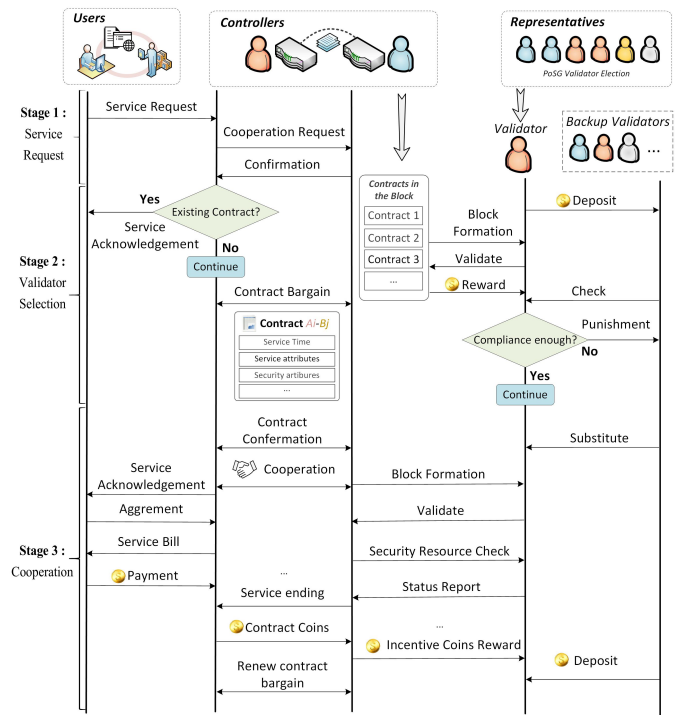 Users
Controllers
Representatives
PoSG Validator Election
Stage 1 :
Service
Request
Service Request
Cooperation Request
Confirmation
Validator
Backup Validators
...
Contracts in
the Block
Contract 1
Contract 2
Contract 3
...
Yes
Existing Contract?
Service
Acknowledgement
No
Continue
Block
Formation
Deposit
Validate
Reward
Check
Stage 2 :
Validator
Selection
Contract Bargain
Contract Ai-Bj
Service Time
Service attributes
Security artibures
...
Compliance enough?
Punishment
No
Yes
Continue
Contract
Confermation
Substitute
Cooperation
Service
Acknowledgement
Block Formation
Aggrement
Validate
Stage 3 :
Cooperation
Service Bill
Security Resource Check
Payment
...
Service ending
Status Report
Contract Coins
...
Incentive Coins Reward
Deposit
Renew contract
bargain